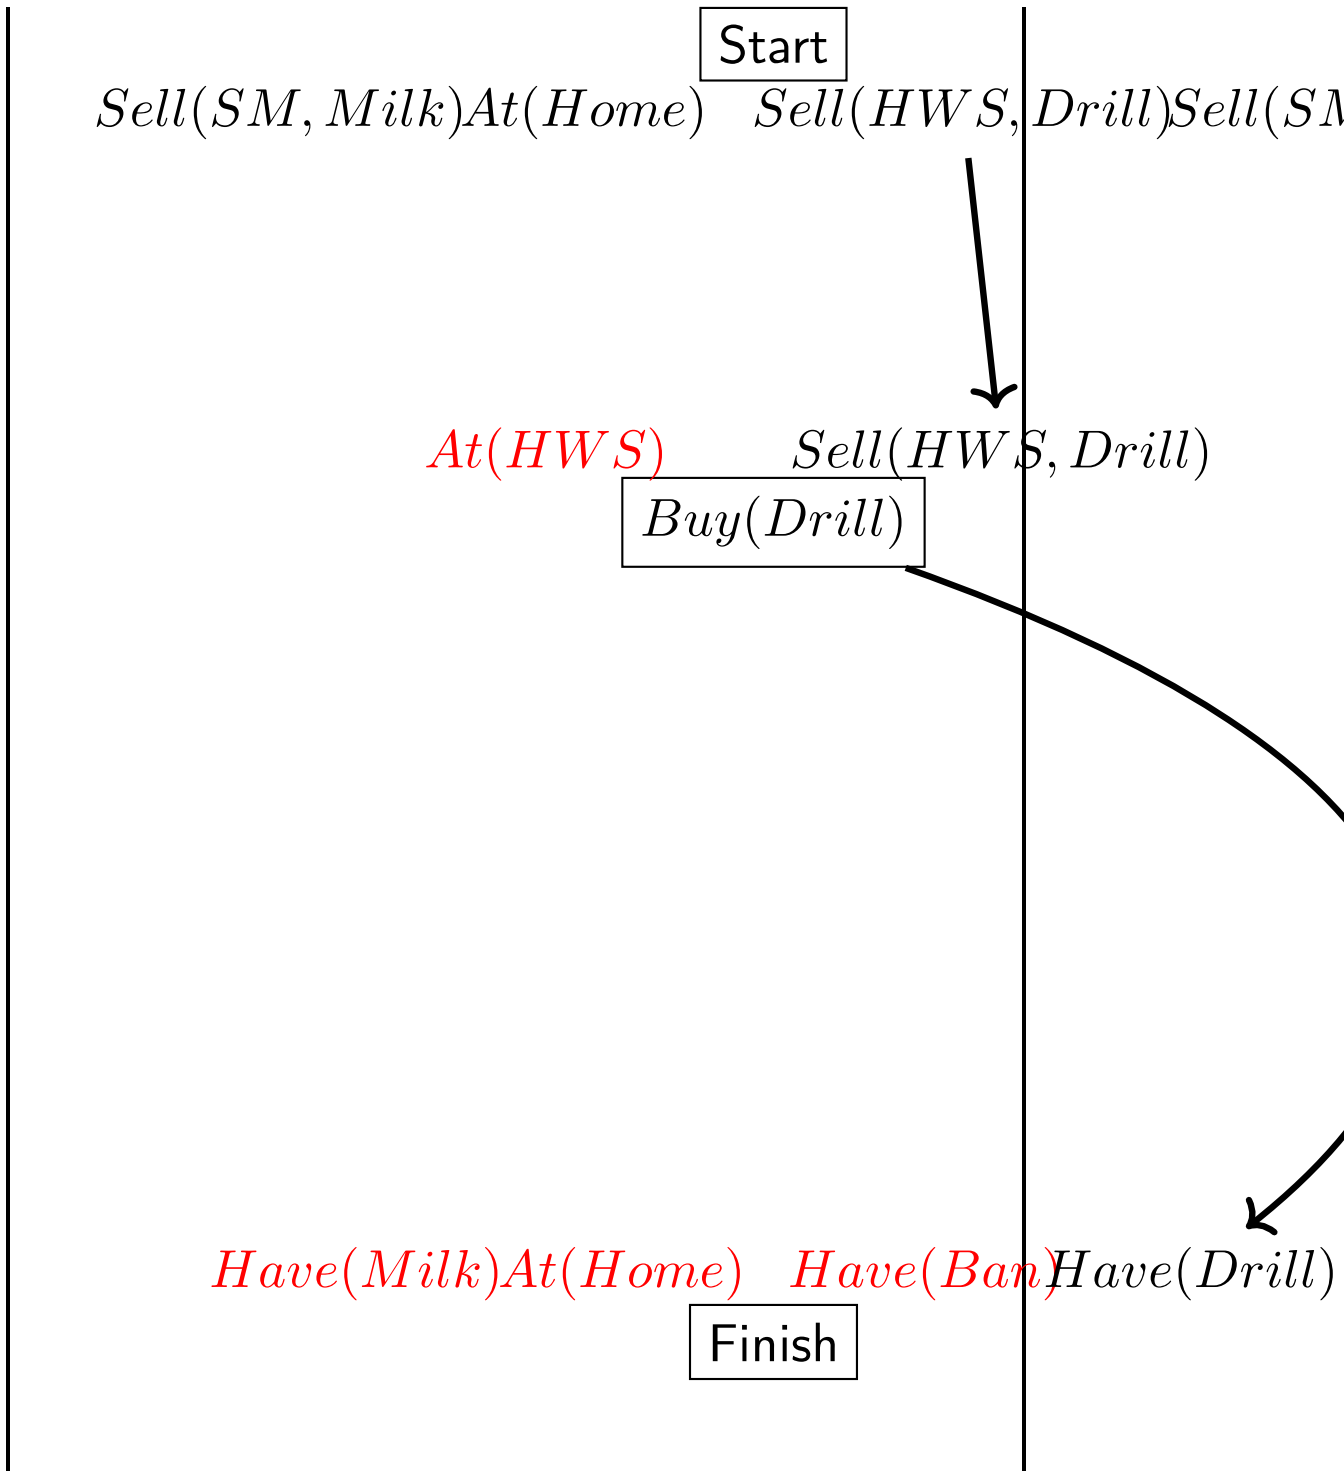 Start
Sell(SM, Milk)At(Home) Sell(HWS, Drill)Sell(SM
At(HWS) Sell(HWS, Drill)
Buy(Drill)
Have(Milk)At(Home) Have(Ban)Have(Drill)
Finish